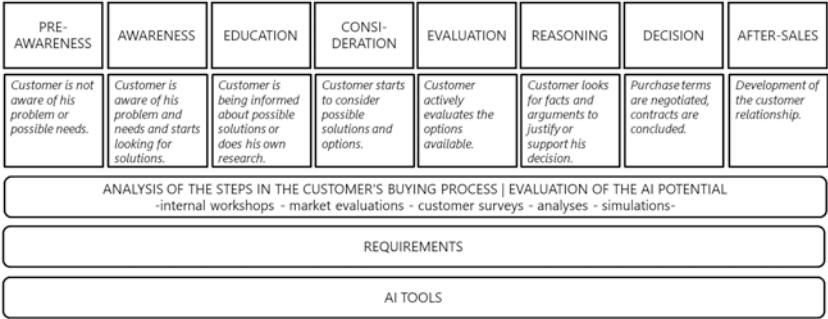 PRE-
AWARENESS
AWARENESS
EDUCATION
CONSI-
DERATION
EVALUATION
REASONING
DECISION
AFTER-SALES
Customer is not
aware of his
problem or
possible needs.
Customer is
aware of his
problem and
needs and starts
looking for
solutions.
Customer is
being informed
about possible
solutions or
does his own
research.
Customer starts
to consider
possible
solutions and
options.
Customer
actively
evaluates the
options
available.
Customer looks
for facts and
arguments to
justify or
support his
decision.
Purchase terms
are negotiated,
contracts are
concluded.
Development of
the customer
relationship.
ANALYSIS OF THE STEPS IN THE CUSTOMER'S BUYING PROCESS | EVALUATION OF THE AI POTENTIAL
-internal workshops - market evaluations - customer surveys - analyses - simulations-
REQUIREMENTS
AI TOOLS